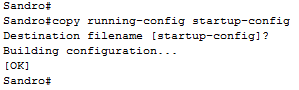 Sandro#
Sandro#copy running-config startup-config
Destination filename [startup-config]?
Building configuration...
[OK]
Sandro#